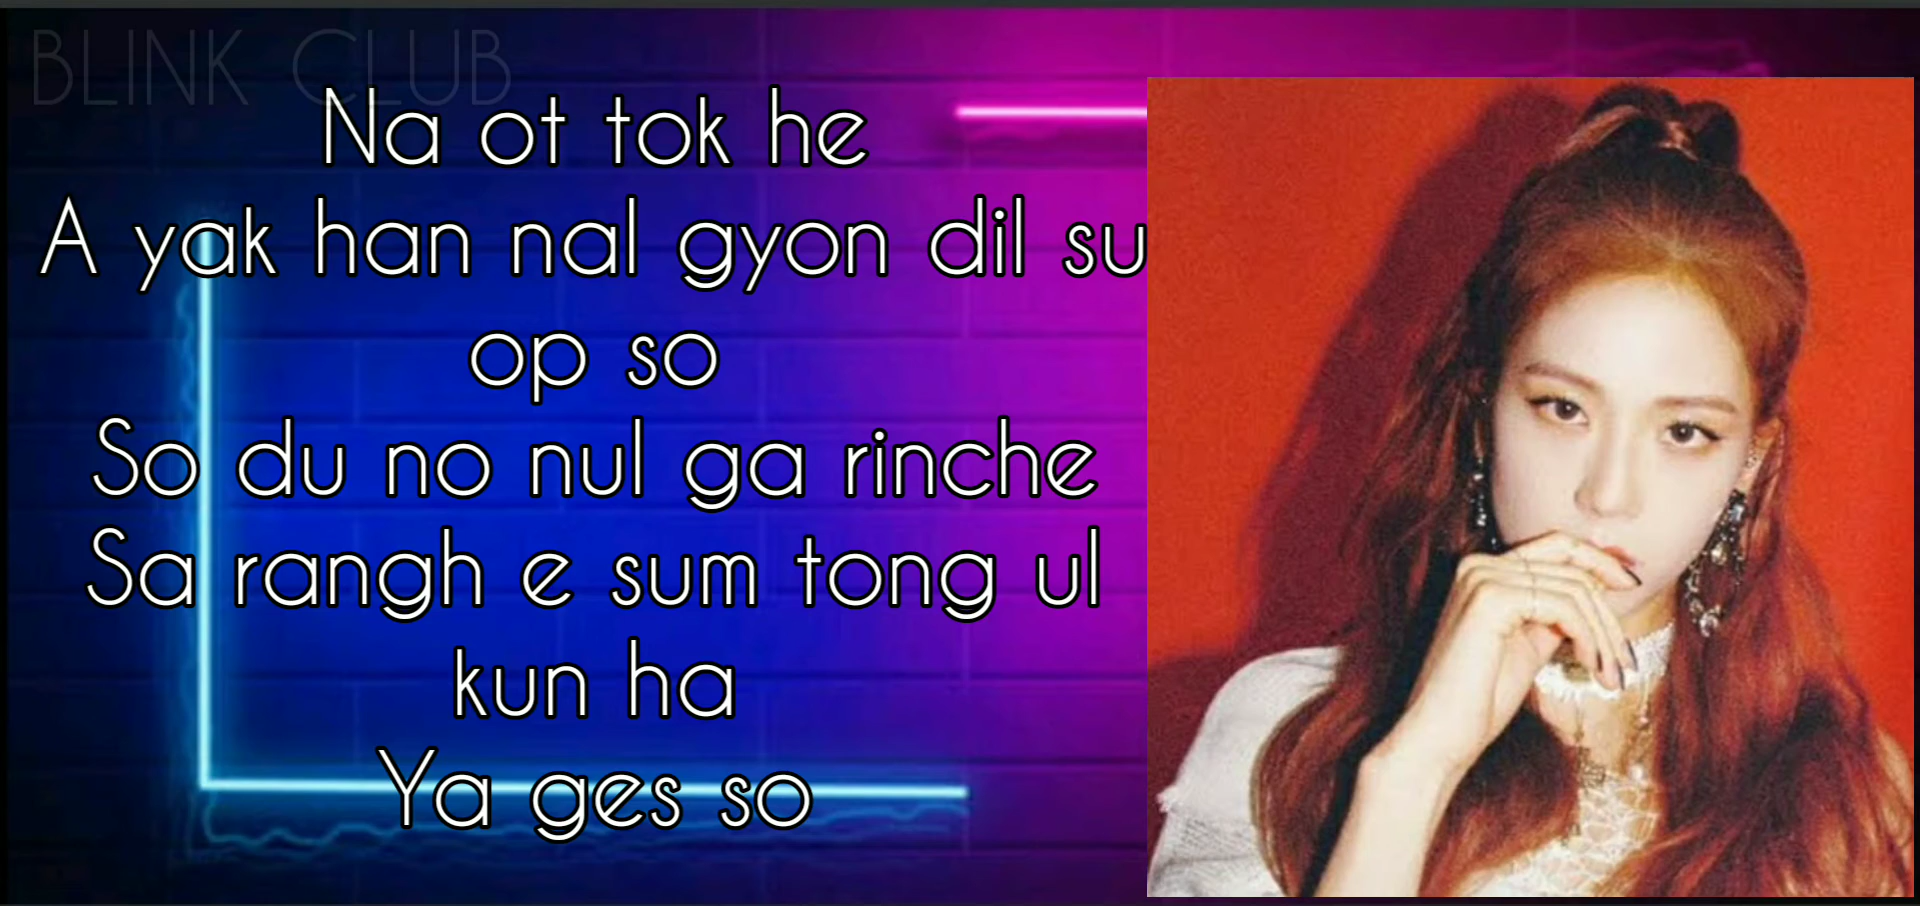 BLINK CLUB
Na ot tok he
A yak han nal gyon dil su
op so
So du no nul ga rinche
Sa rangh e sum tong ul
kun ha
Ya ges so